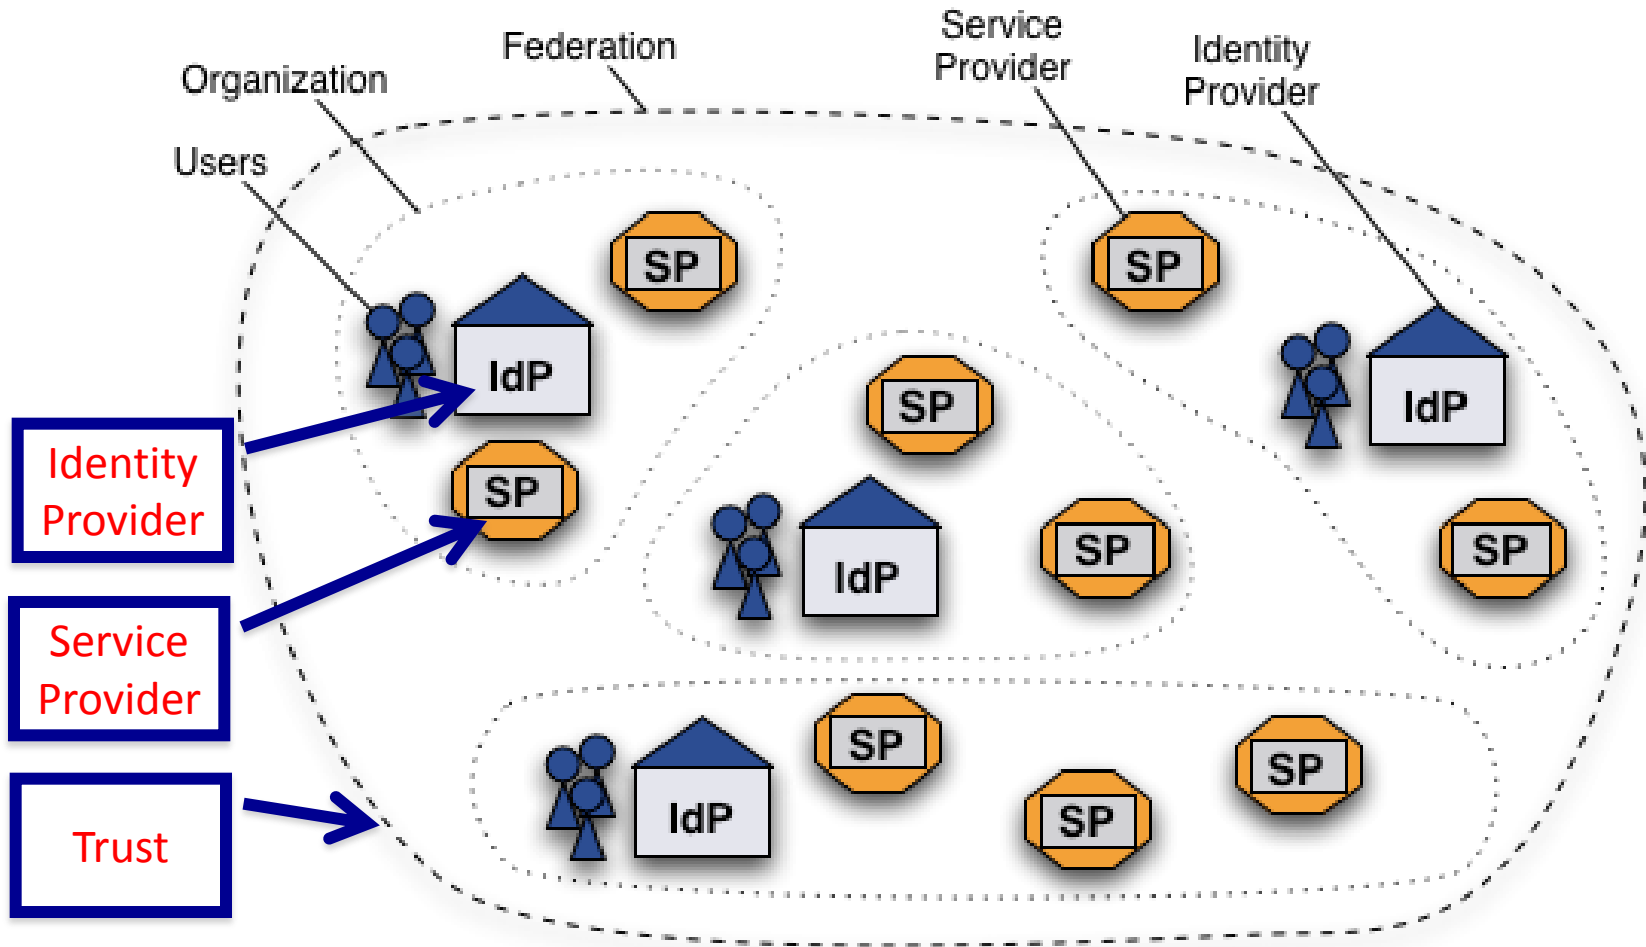 Service
Provider
Federation
Identity
Provider
Organization
Users
SP
SP
IdP
IdP
SP
Identity
Provider
SP
SP
SP
IdP
Service
Provider
SP
SP
SP
IdP
Trust